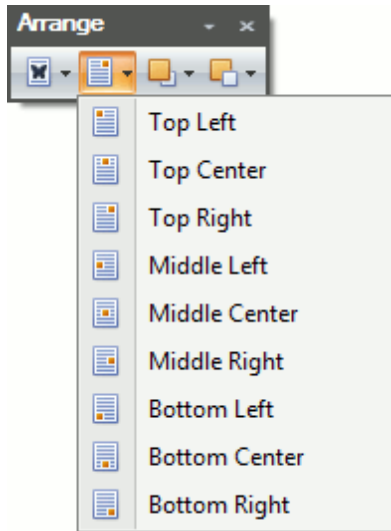 Arrange
Top Left
Top Center
Top Right
Middle Left
Middle Center
Middle Right
Bottom Left
Bottom Center
Bottom Right